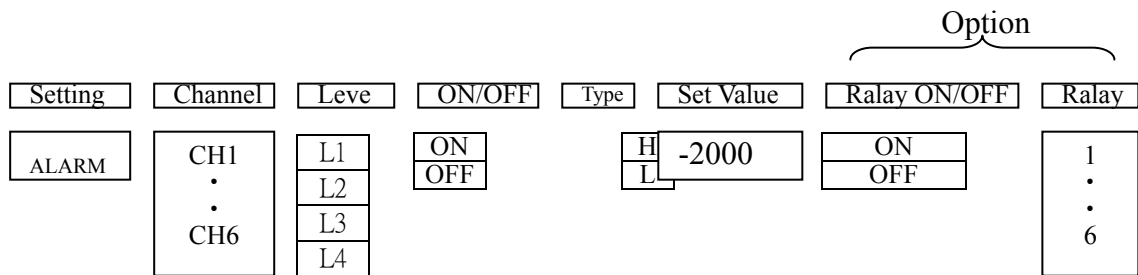 Option
Setting Channel Leve ON/OFF Type Set Value Ralay ON/OFF Ralay
ALARM
CH1
·
·
CH6
L1
L2
L3
L4
ON
OFF
H
L
-2000
ON
OFF
1
·
·
6